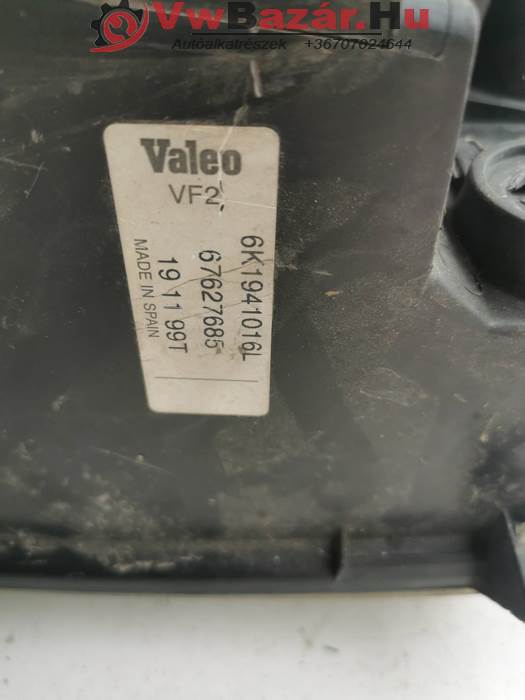 VwBazár.Hu
Autóalkatrészek +36707024644
Valeo
VF2
6K1941016L
67627685
19 11 99T
MADE IN SPAIN